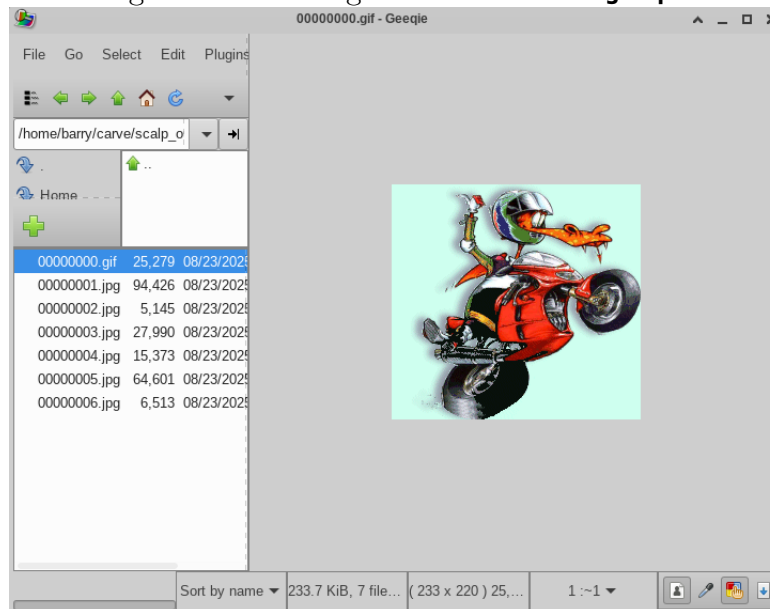 00000000.gif - Geeqie
File Go Select Edit Plugins
/home/barry/carve/scalp_o
.
..
Home
00000000.gif 25,279 08/23/2025
00000001.jpg 94,426 08/23/2025
00000002.jpg 5,145 08/23/2025
00000003.jpg 27,990 08/23/2025
00000004.jpg 15,373 08/23/2025
00000005.jpg 64,601 08/23/2025
00000006.jpg 6,513 08/23/2025
Sort by name 233.7 KiB, 7 file... ( 233 x 220 ) 25,... 1 :~1